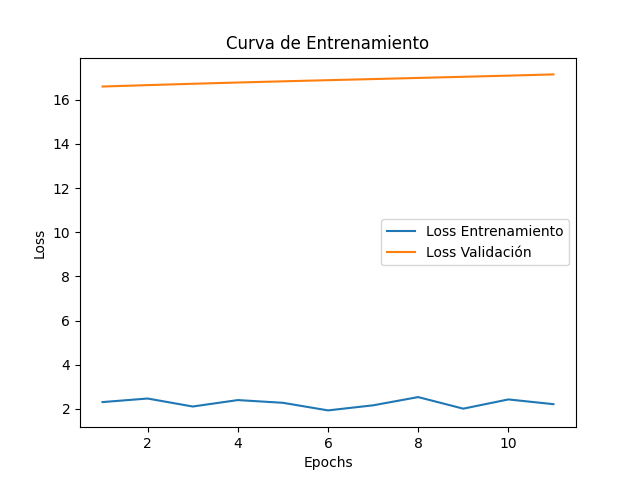 Curva de Entrenamiento
Loss
16
14
12
10
8
6
4
2
Loss Entrenamiento
Loss Validación
2
4
6
8
10
Epochs